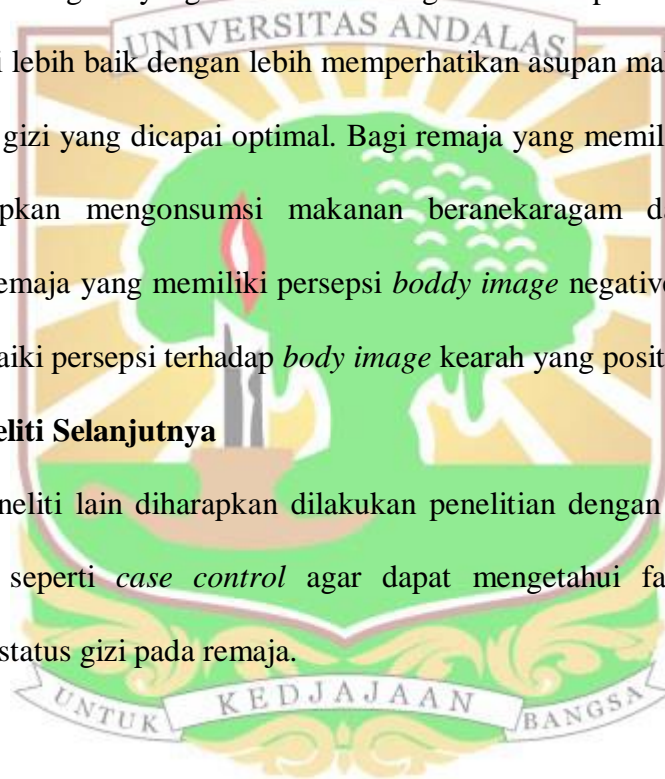 UNIVERSITAS ANDALAS
i lebih baik dengan lebih memperhatikan asupan ma
gizi yang dicapai optimal. Bagi remaja yang memil
pkan mengonsumsi makanan beranekaragam da
emaja yang memiliki persepsi boddy image negative
aiki persepsi terhadap body image kearah yang posit
eliti Selanjutnya
neliti lain diharapkan dilakukan penelitian dengan
seperti case control agar dapat mengetahui fa
status gizi pada remaja.
UNTUK KEDJAJAAN BANGSA